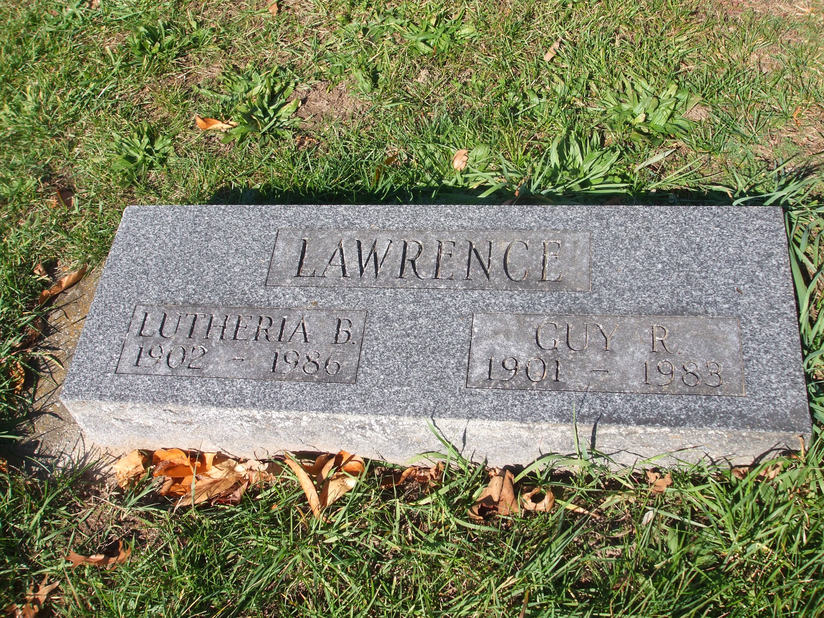 LAWRENCE
LUTHERIA B.
1902 - 1986
GUY R.
1901 - 1983